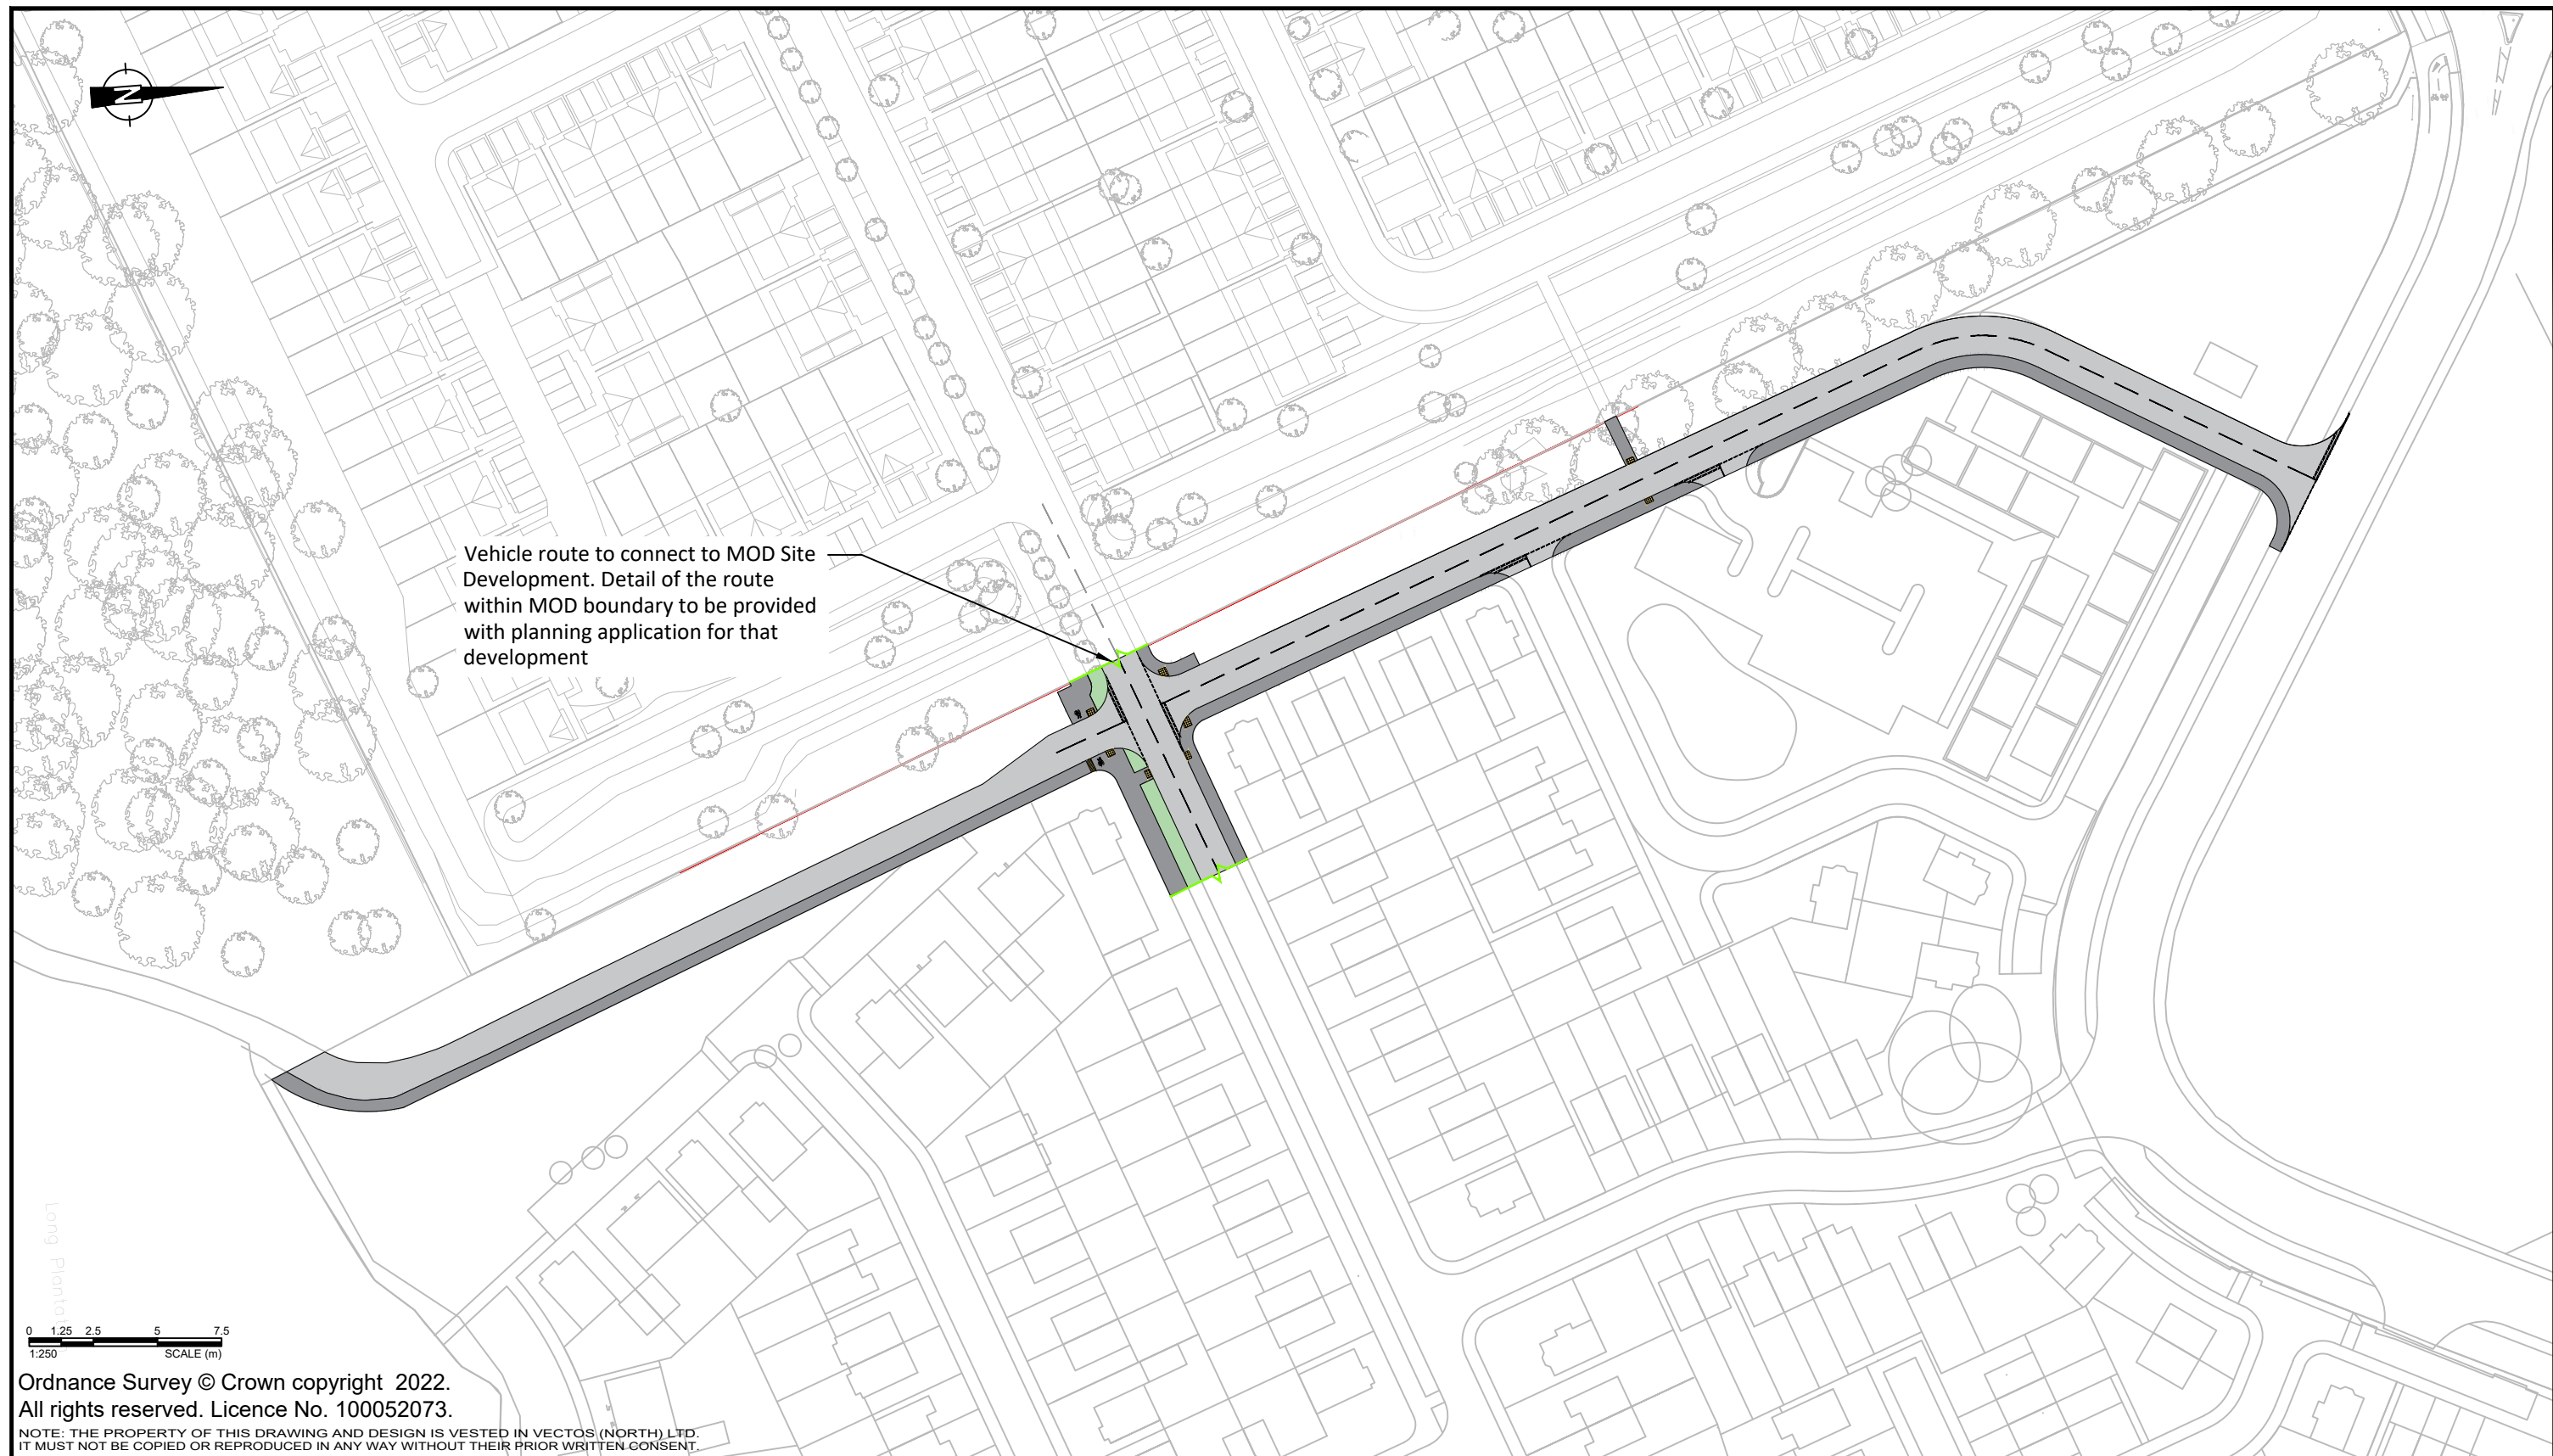 N
Vehicle route to connect to MOD Site
Development. Detail of the route
within MOD boundary to be provided
with planning application for that
development
Long Planta
0 1.25 2.5 5 7.5
1:250 SCALE (m)
Ordnance Survey © Crown copyright 2022.
All rights reserved. Licence No. 100052073.
NOTE: THE PROPERTY OF THIS DRAWING AND DESIGN IS VESTED IN VECTOS (NORTH) LTD.
IT MUST NOT BE COPIED OR REPRODUCED IN ANY WAY WITHOUT THEIR PRIOR WRITTEN CONSENT.